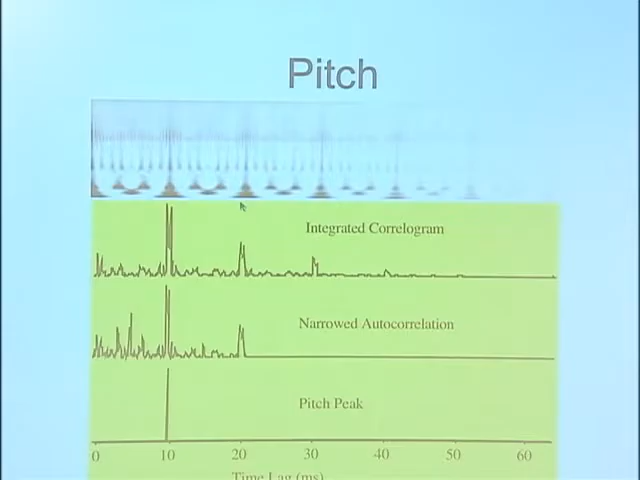 Pitch
Integrated Correlogram
Narrowed Autocorrelation
Pitch Peak
0 10 20 30 40 50 60
Time Lag (ms)